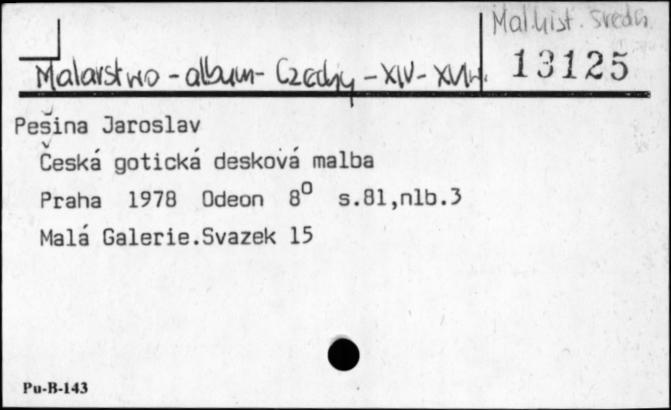 Mal. hist. średn.
Malarstwo - album - Czechy - XIV - XVI w. 13125
Pešina Jaroslav
Česká gotická desková malba
Praha 1978 Odeon 8° s.81,nlb.3
Malá Galerie.Svazek 15
Pu-B-143